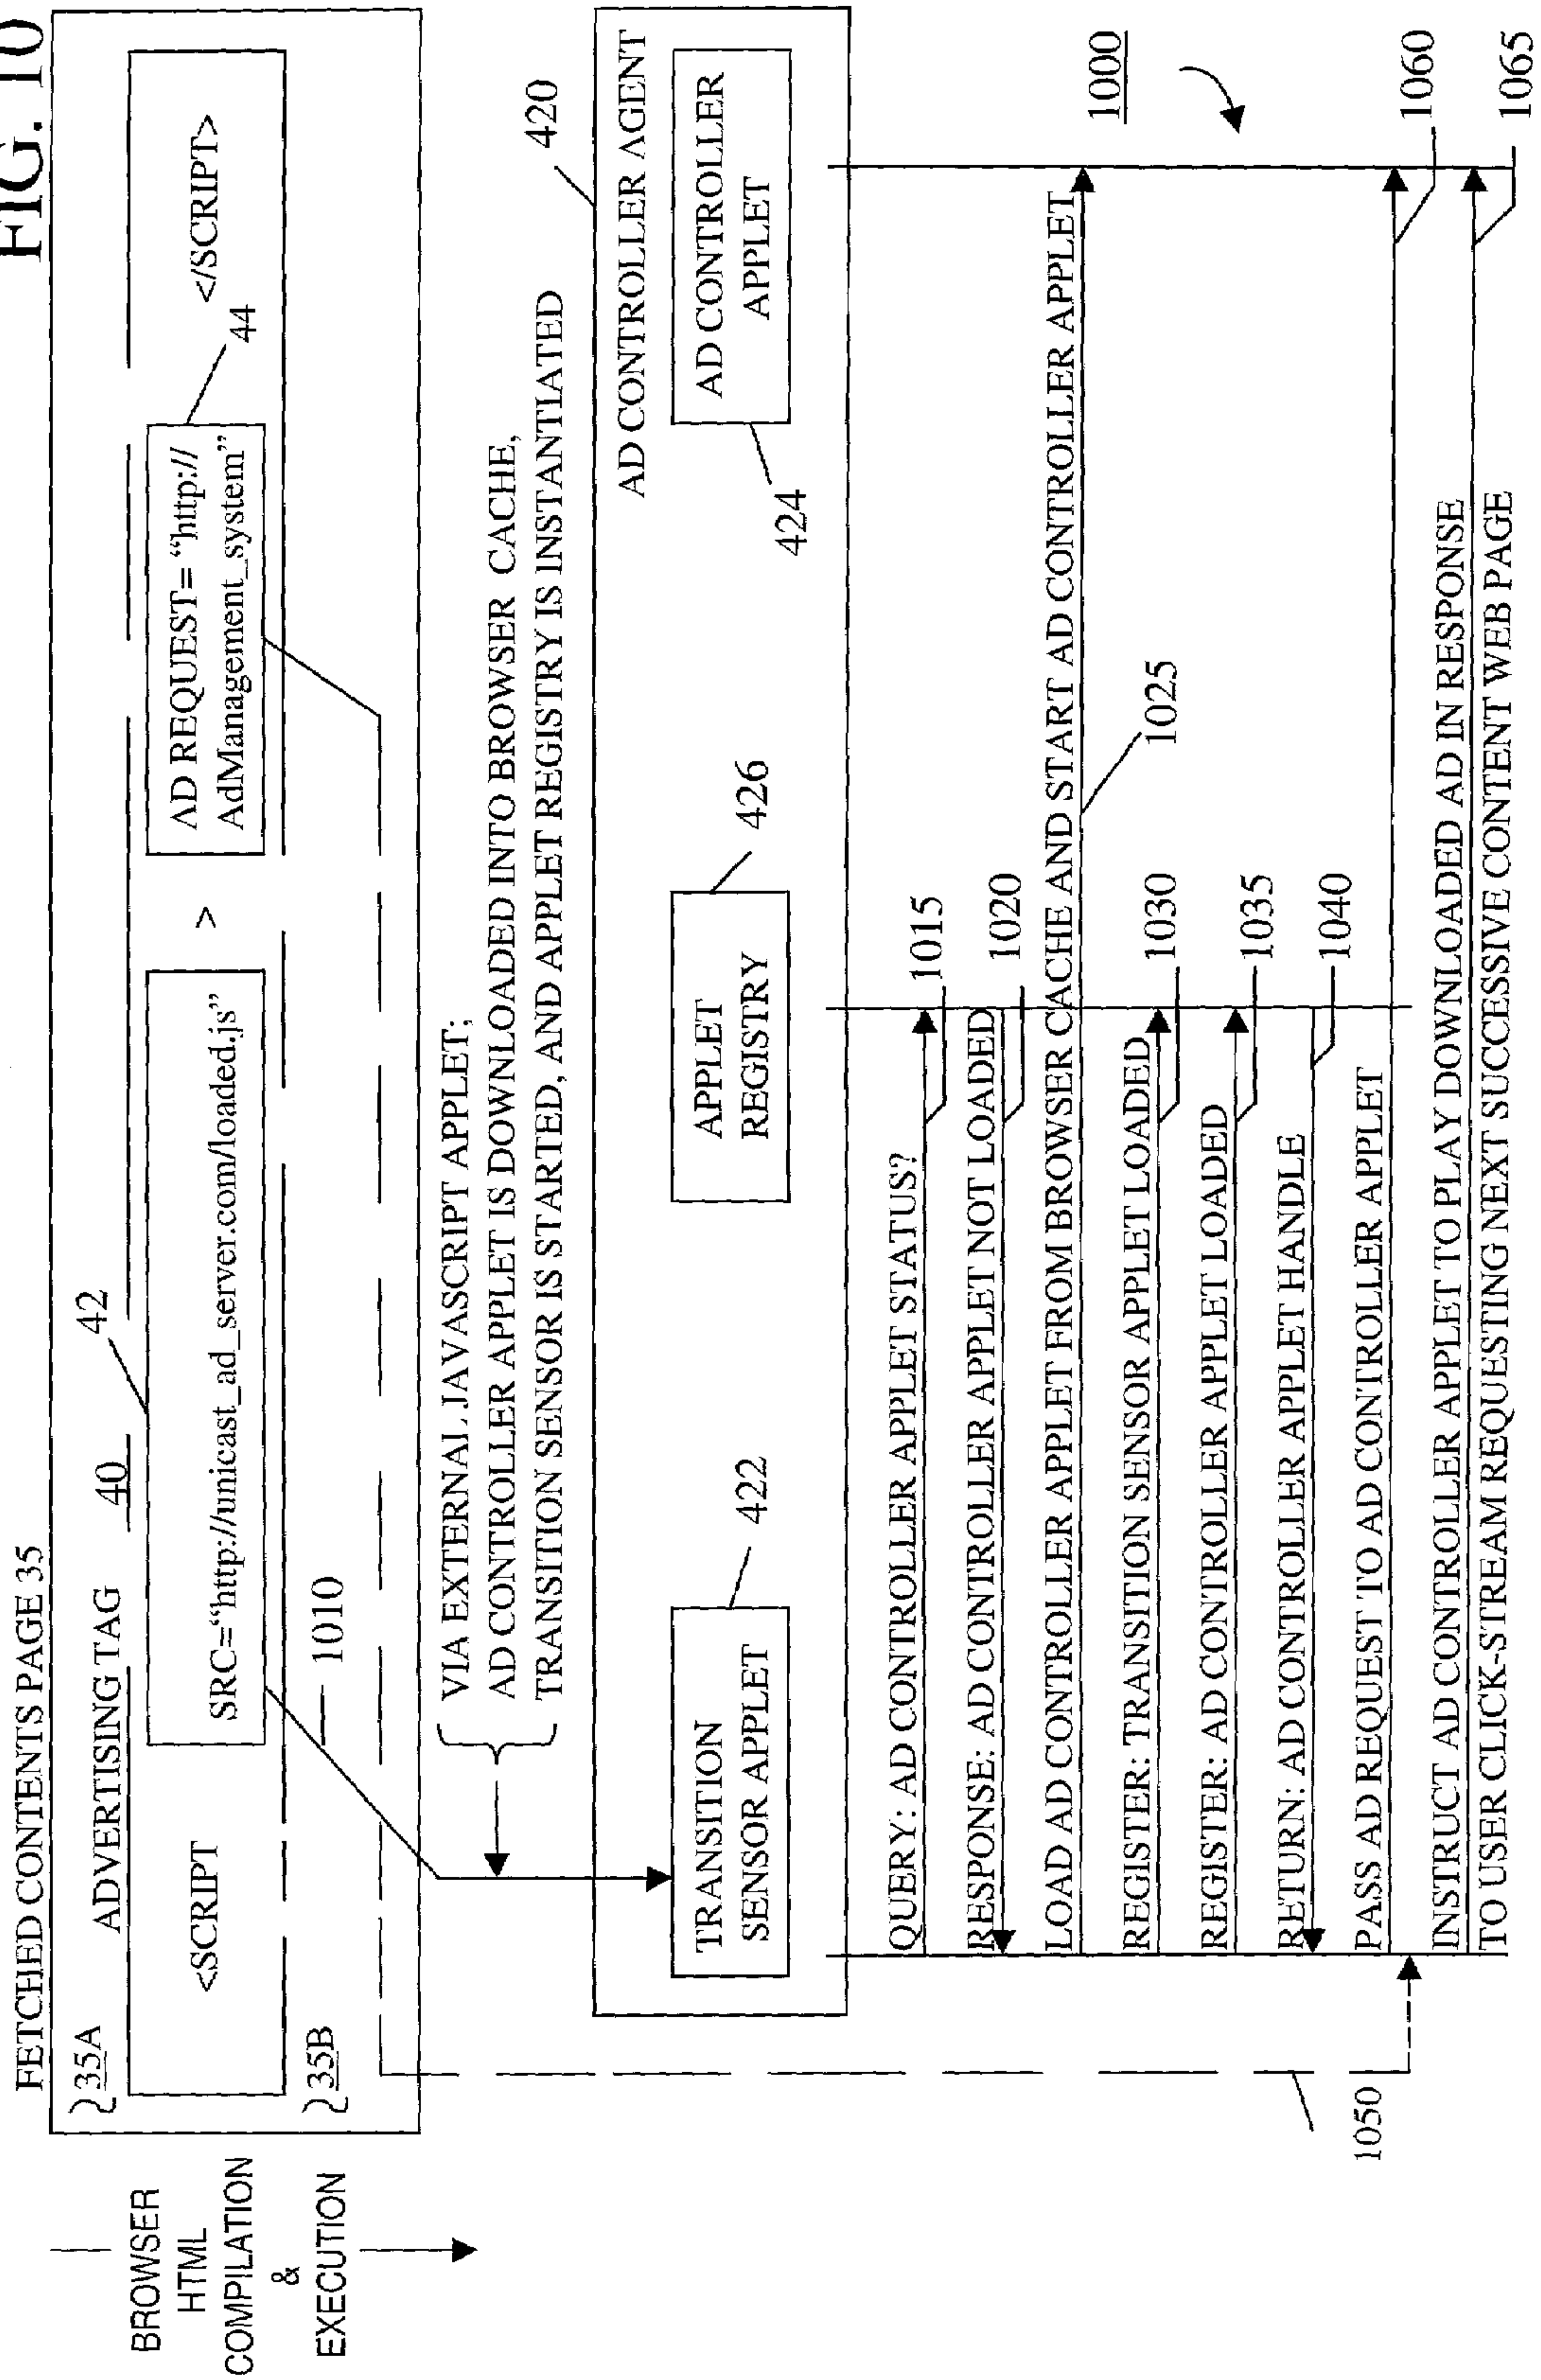 FIG. 10
FETCHED CONTENTS PAGE 35
35A
ADVERTISING TAG 40
42
<SCRIPT
SRC="http://unicast_ad_server.com/loaded.js"
>
AD REQUEST= "http://
AdManagement_system"
44
</SCRIPT>
35B
1010
BROWSER
HTML
COMPILATION
&
EXECUTION
VIA EXTERNAL JAVASCRIPT APPLET;
AD CONTROLLER APPLET IS DOWNLOADED INTO BROWSER CACHE,
TRANSITION SENSOR IS STARTED, AND APPLET REGISTRY IS INSTANTIATED
420
AD CONTROLLER AGENT
TRANSITION
SENSOR APPLET
422
APPLET
REGISTRY
426
AD CONTROLLER
APPLET
424
1000
QUERY: AD CONTROLLER APPLET STATUS?
1015
RESPONSE: AD CONTROLLER APPLET NOT LOADED
1020
LOAD AD CONTROLLER APPLET FROM BROWSER CACHE AND START AD CONTROLLER APPLET
1025
REGISTER: TRANSITION SENSOR APPLET LOADED
1030
REGISTER: AD CONTROLLER APPLET LOADED
1035
RETURN: AD CONTROLLER APPLET HANDLE
1040
PASS AD REQUEST TO AD CONTROLLER APPLET
1060
1050
INSTRUCT AD CONTROLLER APPLET TO PLAY DOWNLOADED AD IN RESPONSE
TO USER CLICK-STREAM REQUESTING NEXT SUCCESSIVE CONTENT WEB PAGE
1065